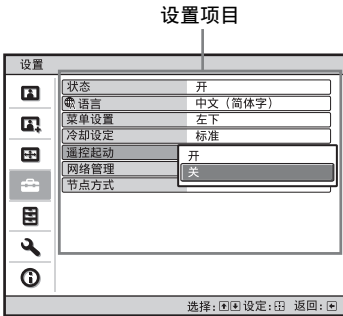 设置项目
设置
状态 开
语言 中文（简体字）
菜单设置 左下
冷却设定 标准
遥控起动 开
关
网络管理
节点方式
选择: 设定: 返回: